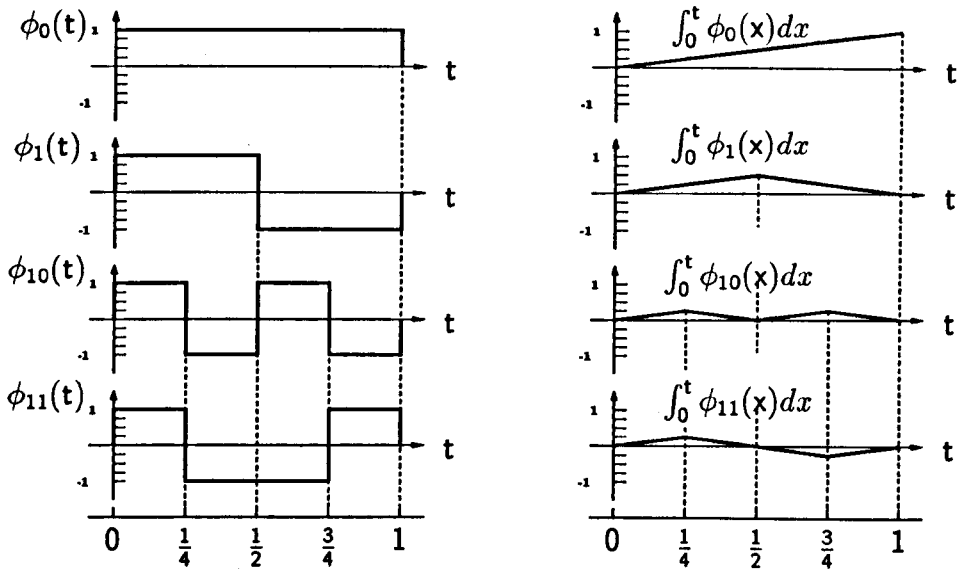 ϕ₀(t) 1
-1
t
ϕ₁(t) 1
-1
t
ϕ₁₀(t) 1
-1
t
ϕ₁₁(t) 1
-1
t
0 1/4 1/2 3/4 1
∫₀ᵗ ϕ₀(x)dx
1
-1
t
∫₀ᵗ ϕ₁(x)dx
1
-1
t
∫₀ᵗ ϕ₁₀(x)dx
1
-1
t
∫₀ᵗ ϕ₁₁(x)dx
1
-1
t
0 1/4 1/2 3/4 1